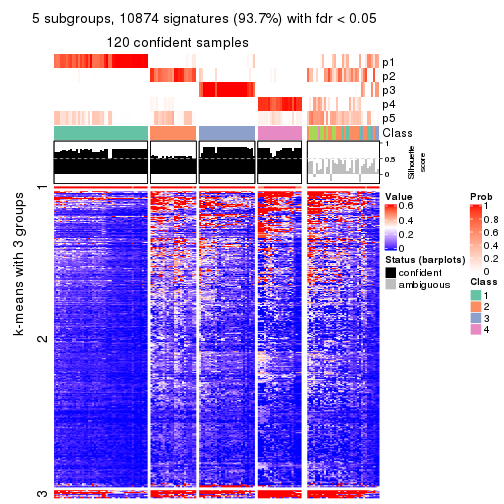 5 subgroups, 10874 signatures (93.7%) with fdr < 0.05
120 confident samples
p1
p2
p3
p4
p5
Class
1
0.5
0
Silhouette
score
k-means with 3 groups
1
2
3
Value
0.6
0.4
0.2
0
Status (barplots)
confident
ambiguous
Prob
1
0.8
0.6
0.4
0.2
0
Class
1
2
3
4